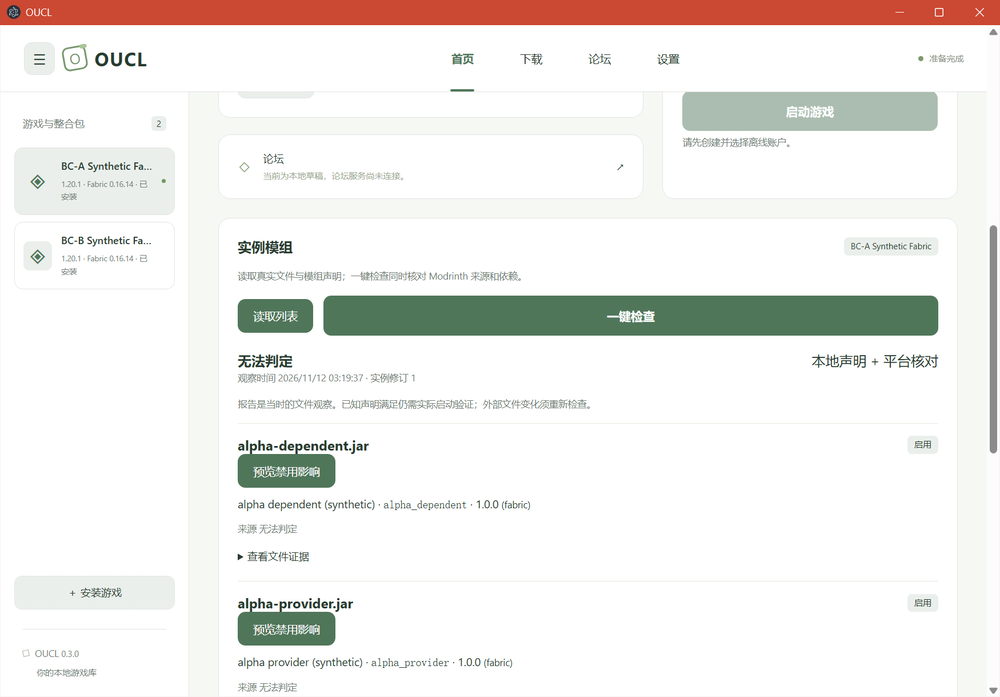 OUCL
OUCL
首页
下载
论坛
设置
准备完成
游戏与整合包
2
BC-A Synthetic Fa...
1.20.1 · Fabric 0.16.14 · 已
安装
BC-B Synthetic Fa...
1.20.1 · Fabric 0.16.14 · 已
安装
+ 安装游戏
OUCL 0.3.0
你的本地游戏库
论坛
当前为本地草稿，论坛服务尚未连接。
启动游戏
请先创建并选择离线账户。
实例模组
BC-A Synthetic Fabric
读取真实文件与模组声明；一键检查同时核对 Modrinth 来源和依赖。
读取列表
一键检查
无法判定
本地声明 + 平台核对
观察时间 2026/11/12 03:19:37 · 实例修订 1
报告是当时的文件观察。已知声明满足仍需实际启动验证；外部文件变化须重新检查。
alpha-dependent.jar
启用
预览禁用影响
alpha dependent (synthetic) · alpha_dependent · 1.0.0 (fabric)
来源 无法判定
查看文件证据
alpha-provider.jar
启用
预览禁用影响
alpha provider (synthetic) · alpha_provider · 1.0.0 (fabric)
来源 无法判定